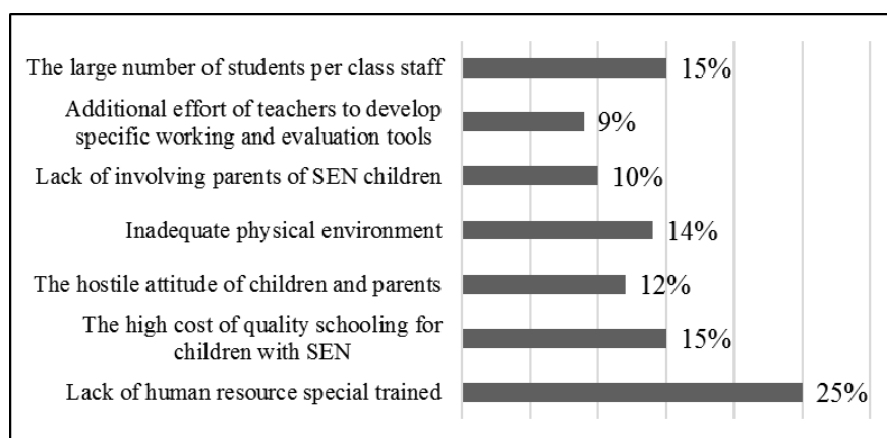 The large number of students per class staff
15%
Additional effort of teachers to develop
specific working and evaluation tools
9%
Lack of involving parents of SEN children
10%
Inadequate physical environment
14%
The hostile attitude of children and parents
12%
The high cost of quality schooling for
children with SEN
15%
Lack of human resource special trained
25%